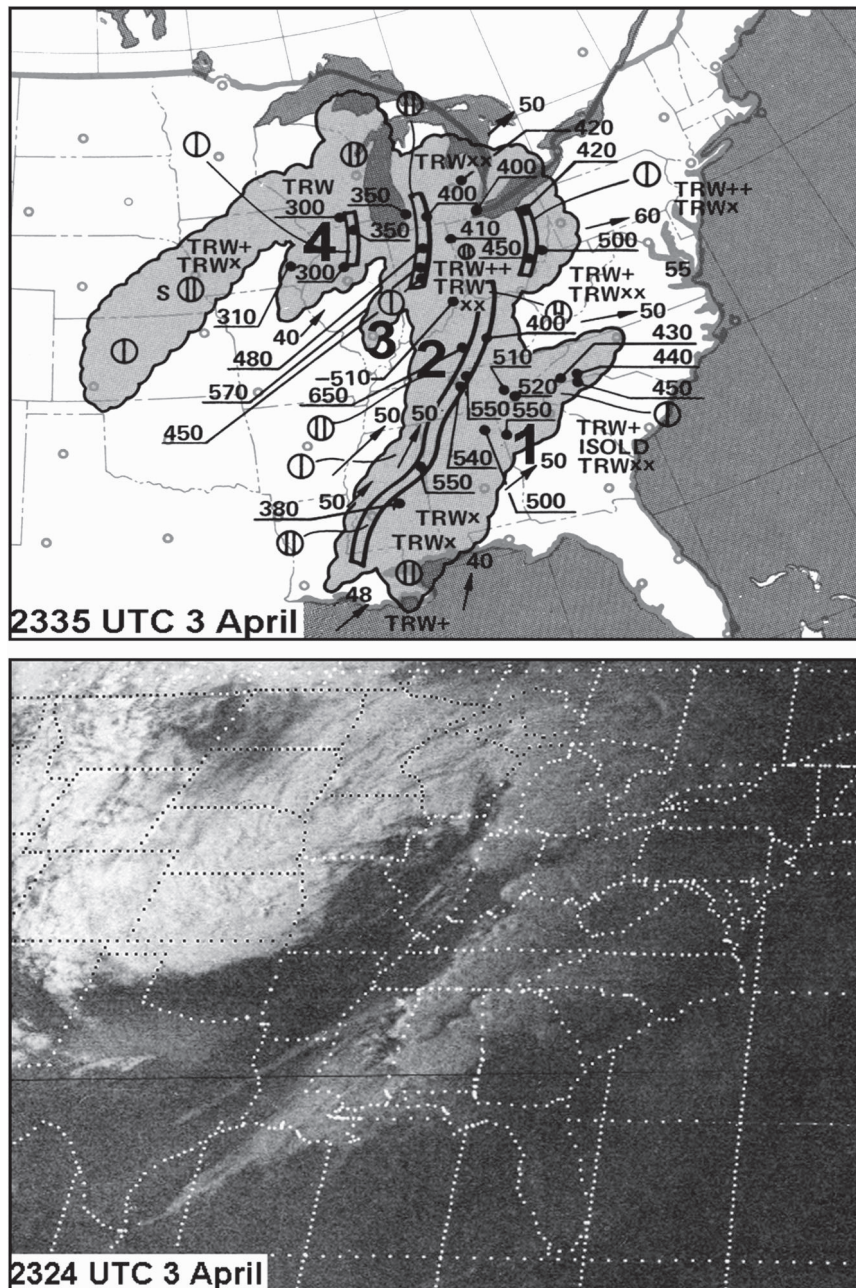 50
420
420
TRWxx
400
400
TRW
300
350
350
TRW++
TRWx
60
4
410
450
500
TRW+
TRWx
300
TRW++
TRW+
xx
TRW+
TRWxx
55
S
310
40
3
50
400
480
2
510
430
570
-510
440
650
520
450
450
50
50
550
550
1
TRW+
ISOLD
TRWxx
540
50
50
550
380
500
TRWx
TRWx
40
48
TRW+
2335 UTC 3 April
2324 UTC 3 April